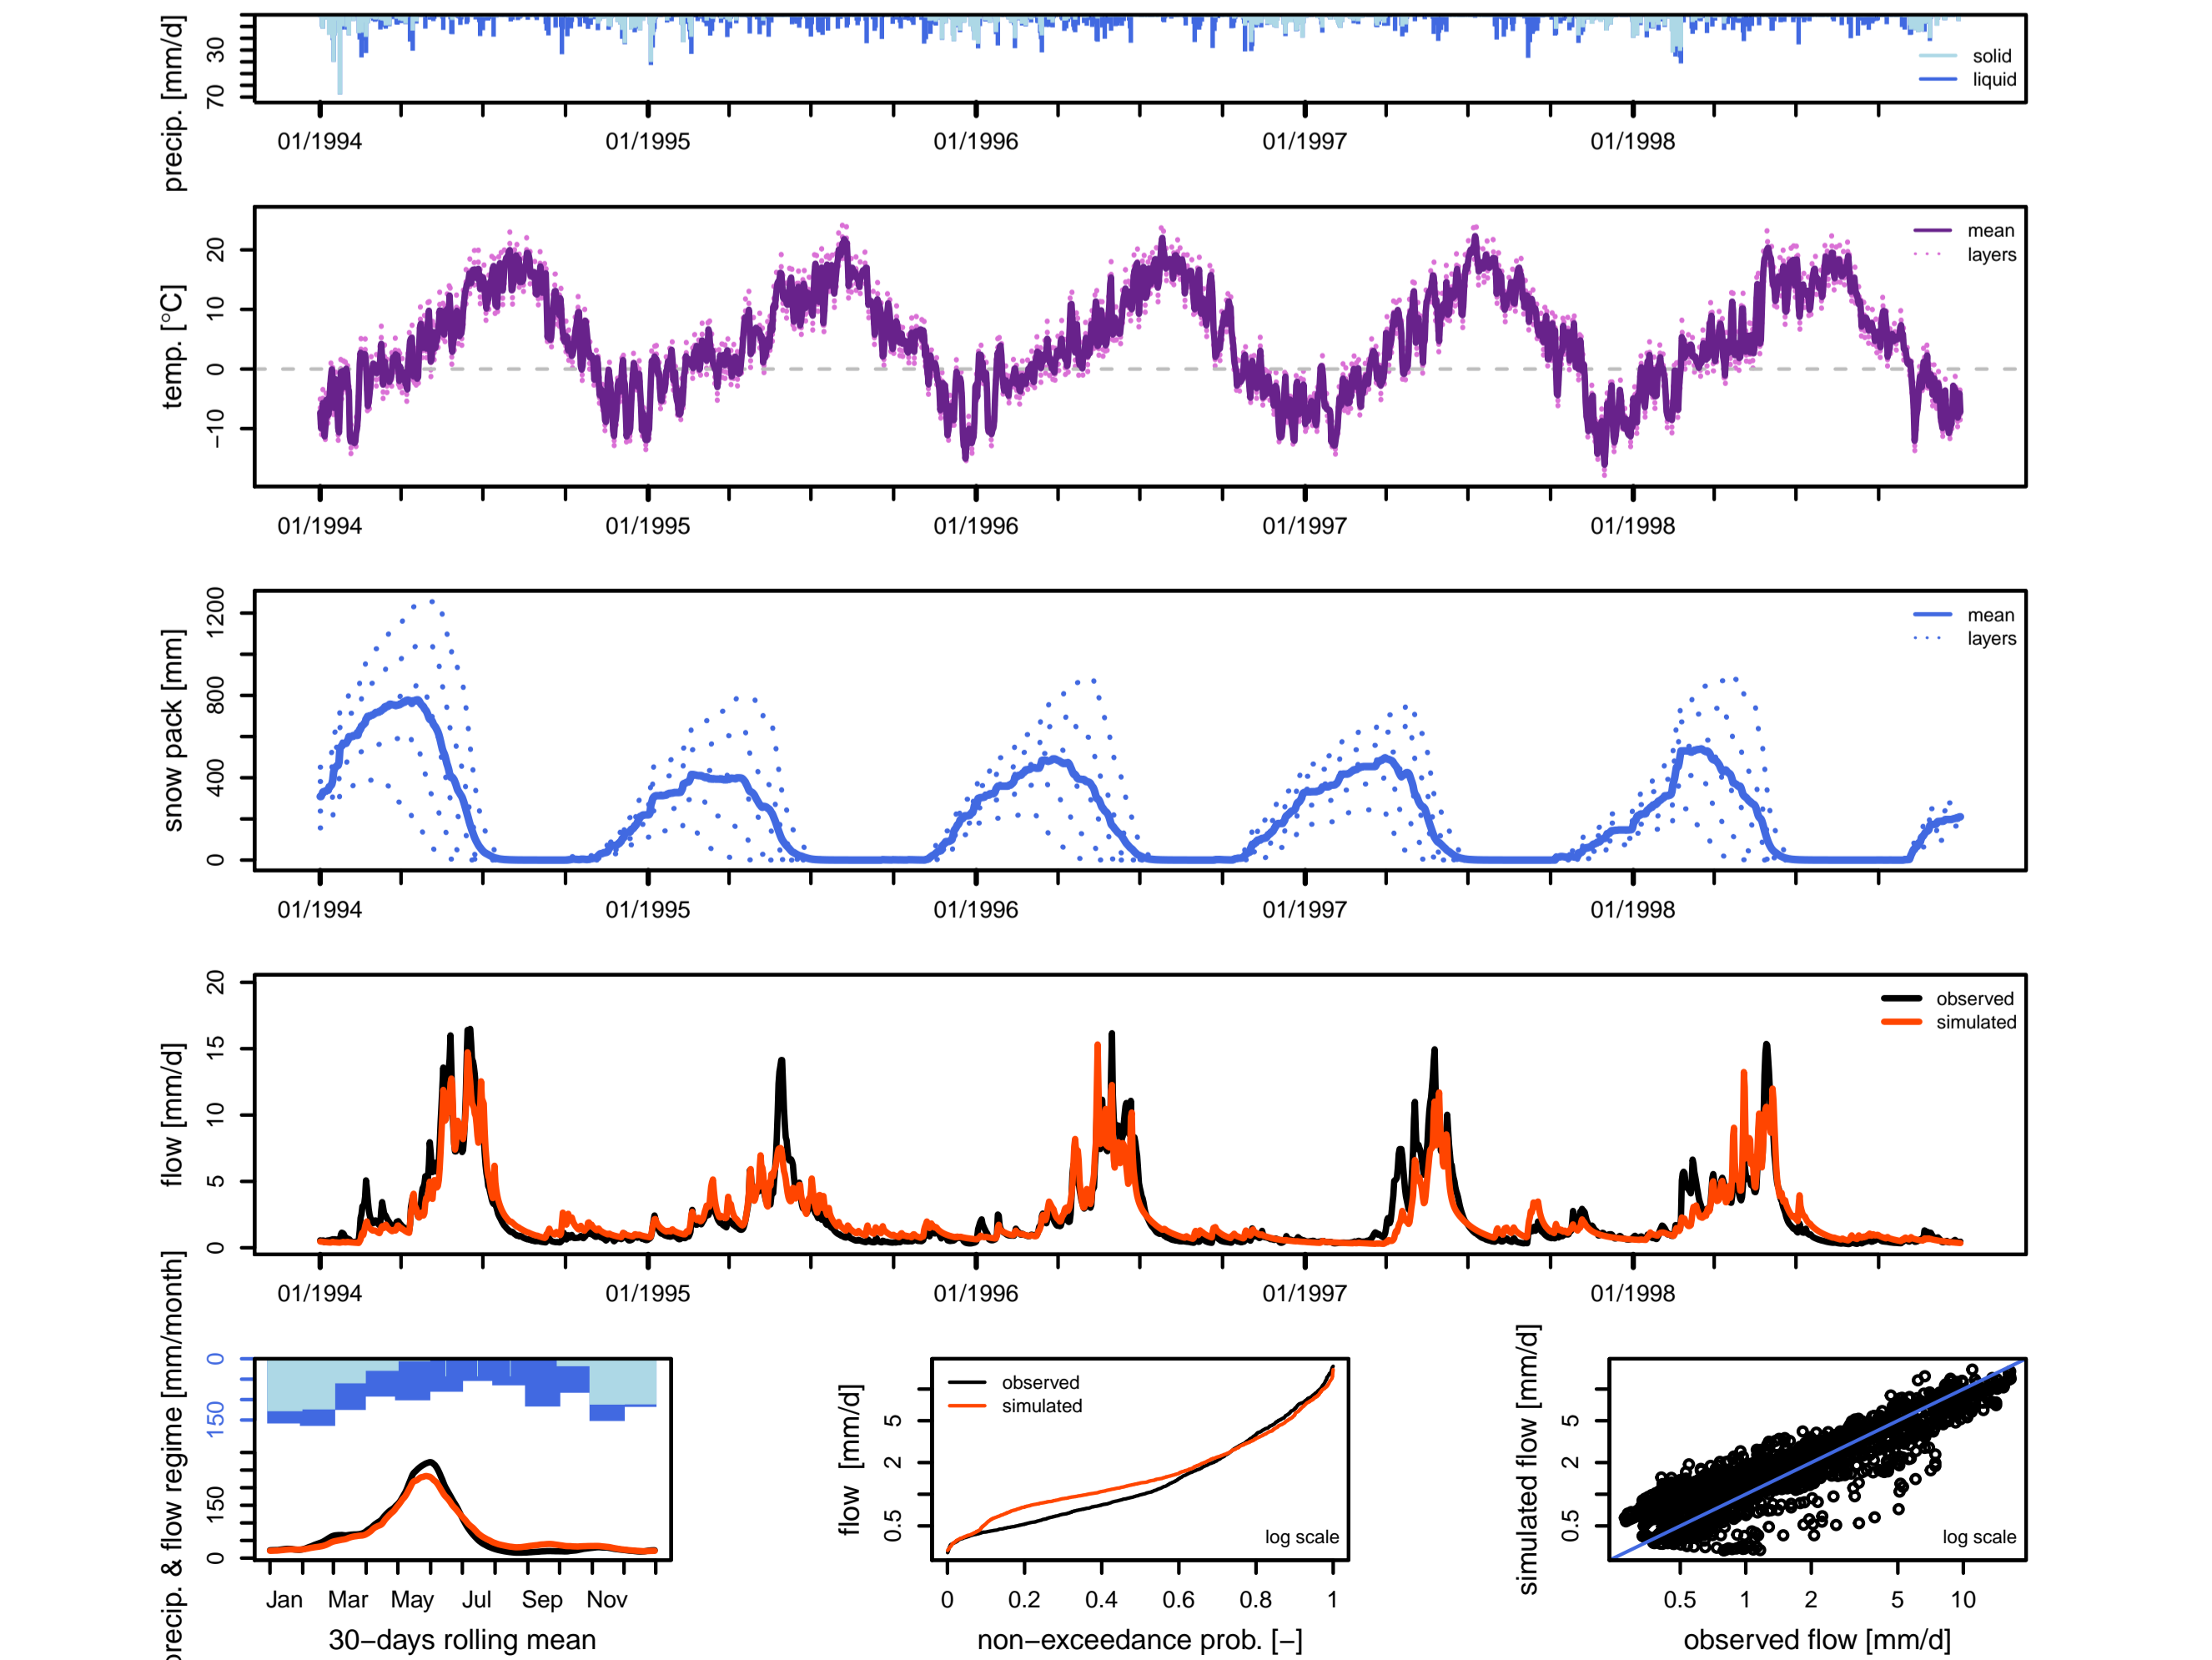 precip. [mm/d]
30
70
solid
liquid
01/1994
01/1995
01/1996
01/1997
01/1998
temp. [°C]
20
10
0
−10
mean
layers
01/1994
01/1995
01/1996
01/1997
01/1998
snow pack [mm]
1200
800
400
0
mean
layers
01/1994
01/1995
01/1996
01/1997
01/1998
flow [mm/d]
20
15
10
5
0
observed
simulated
01/1994
01/1995
01/1996
01/1997
01/1998
precip. & flow regime [mm/month]
0
150
150
0
Jan Mar May Jul Sep Nov
30−days rolling mean
flow [mm/d]
5
2
0.5
observed
simulated
log scale
0 0.2 0.4 0.6 0.8 1
non−exceedance prob. [−]
simulated flow [mm/d]
5
2
0.5
log scale
0.5 1 2 5 10
observed flow [mm/d]